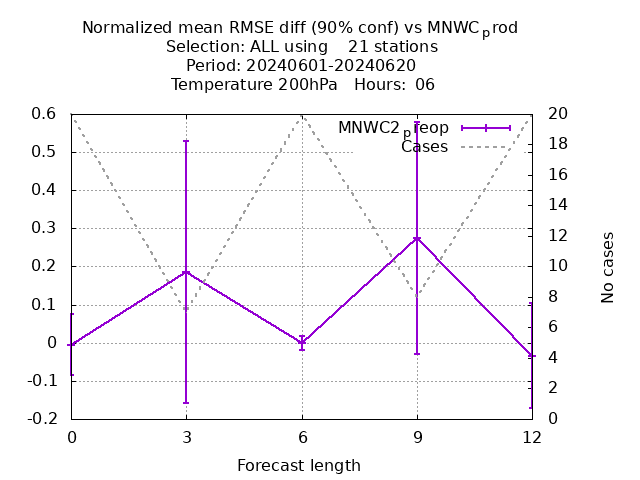 Normalized mean RMSE diff (90% conf) vs MNWCprod
Selection: ALL using    21 stations
Period: 20240601-20240620
Temperature 200hPa   Hours: 06
MNWC2preop
Cases
0.6
0.5
0.4
0.3
0.2
0.1
0
-0.1
-0.2
20
18
16
14
12
10
8
6
4
2
0
No cases
0 3 6 9 12
Forecast length